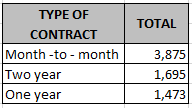 TYPE OF CONTRACT TOTAL
Month -to - month 3,875
Two year 1,695
One year 1,473